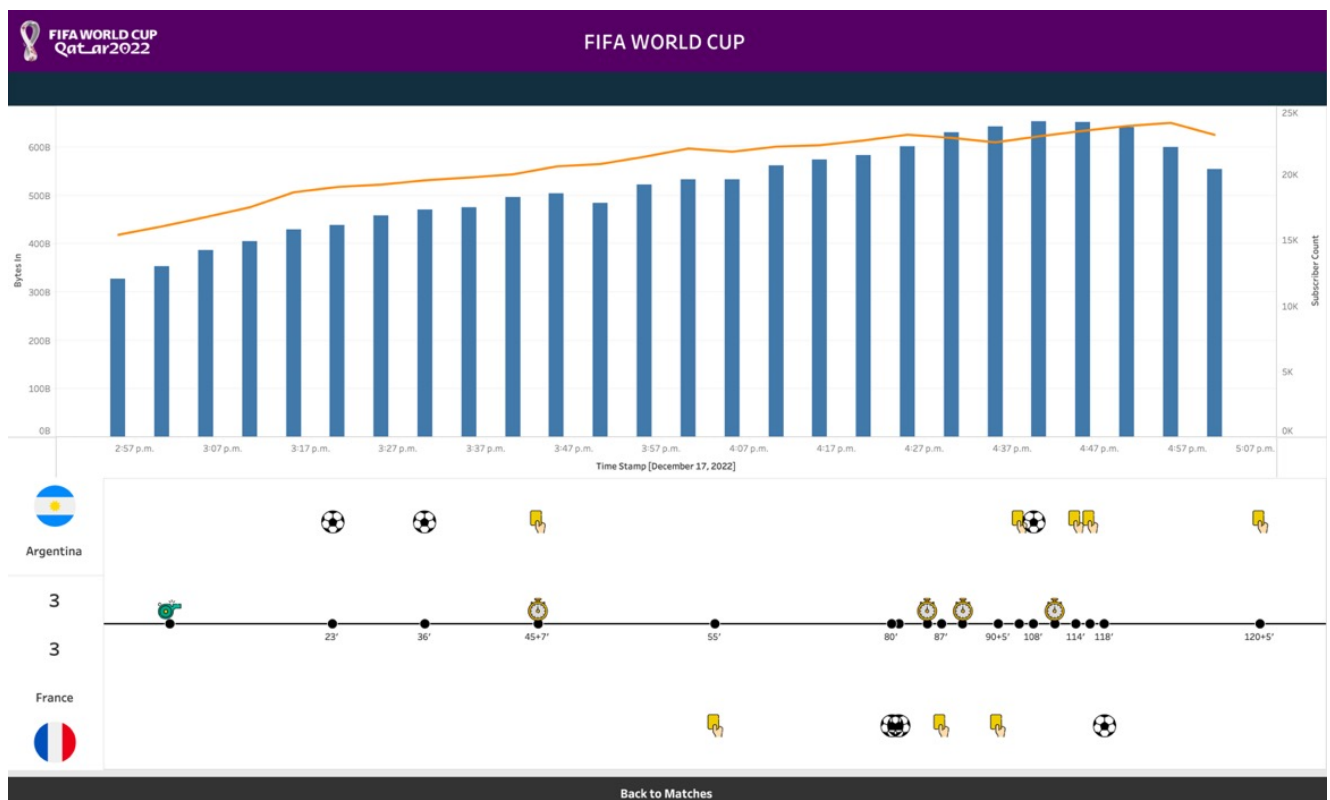 FIFA WORLD CUP
Qatar2022
FIFA WORLD CUP
Bytes In
600B
500B
400B
300B
200B
100B
0B
25K
20K
15K
10K
5K
0K
Subscriber Count
2:57 p.m. 3:07 p.m. 3:17 p.m. 3:27 p.m. 3:37 p.m. 3:47 p.m. 3:57 p.m. 4:07 p.m. 4:17 p.m. 4:27 p.m. 4:37 p.m. 4:47 p.m. 4:57 p.m. 5:07 p.m.
Time Stamp [December 17, 2022]
Argentina
3
23' 36' 45+7' 55' 80' 87' 90+5' 108' 114' 118' 120+5'
3
France
Back to Matches